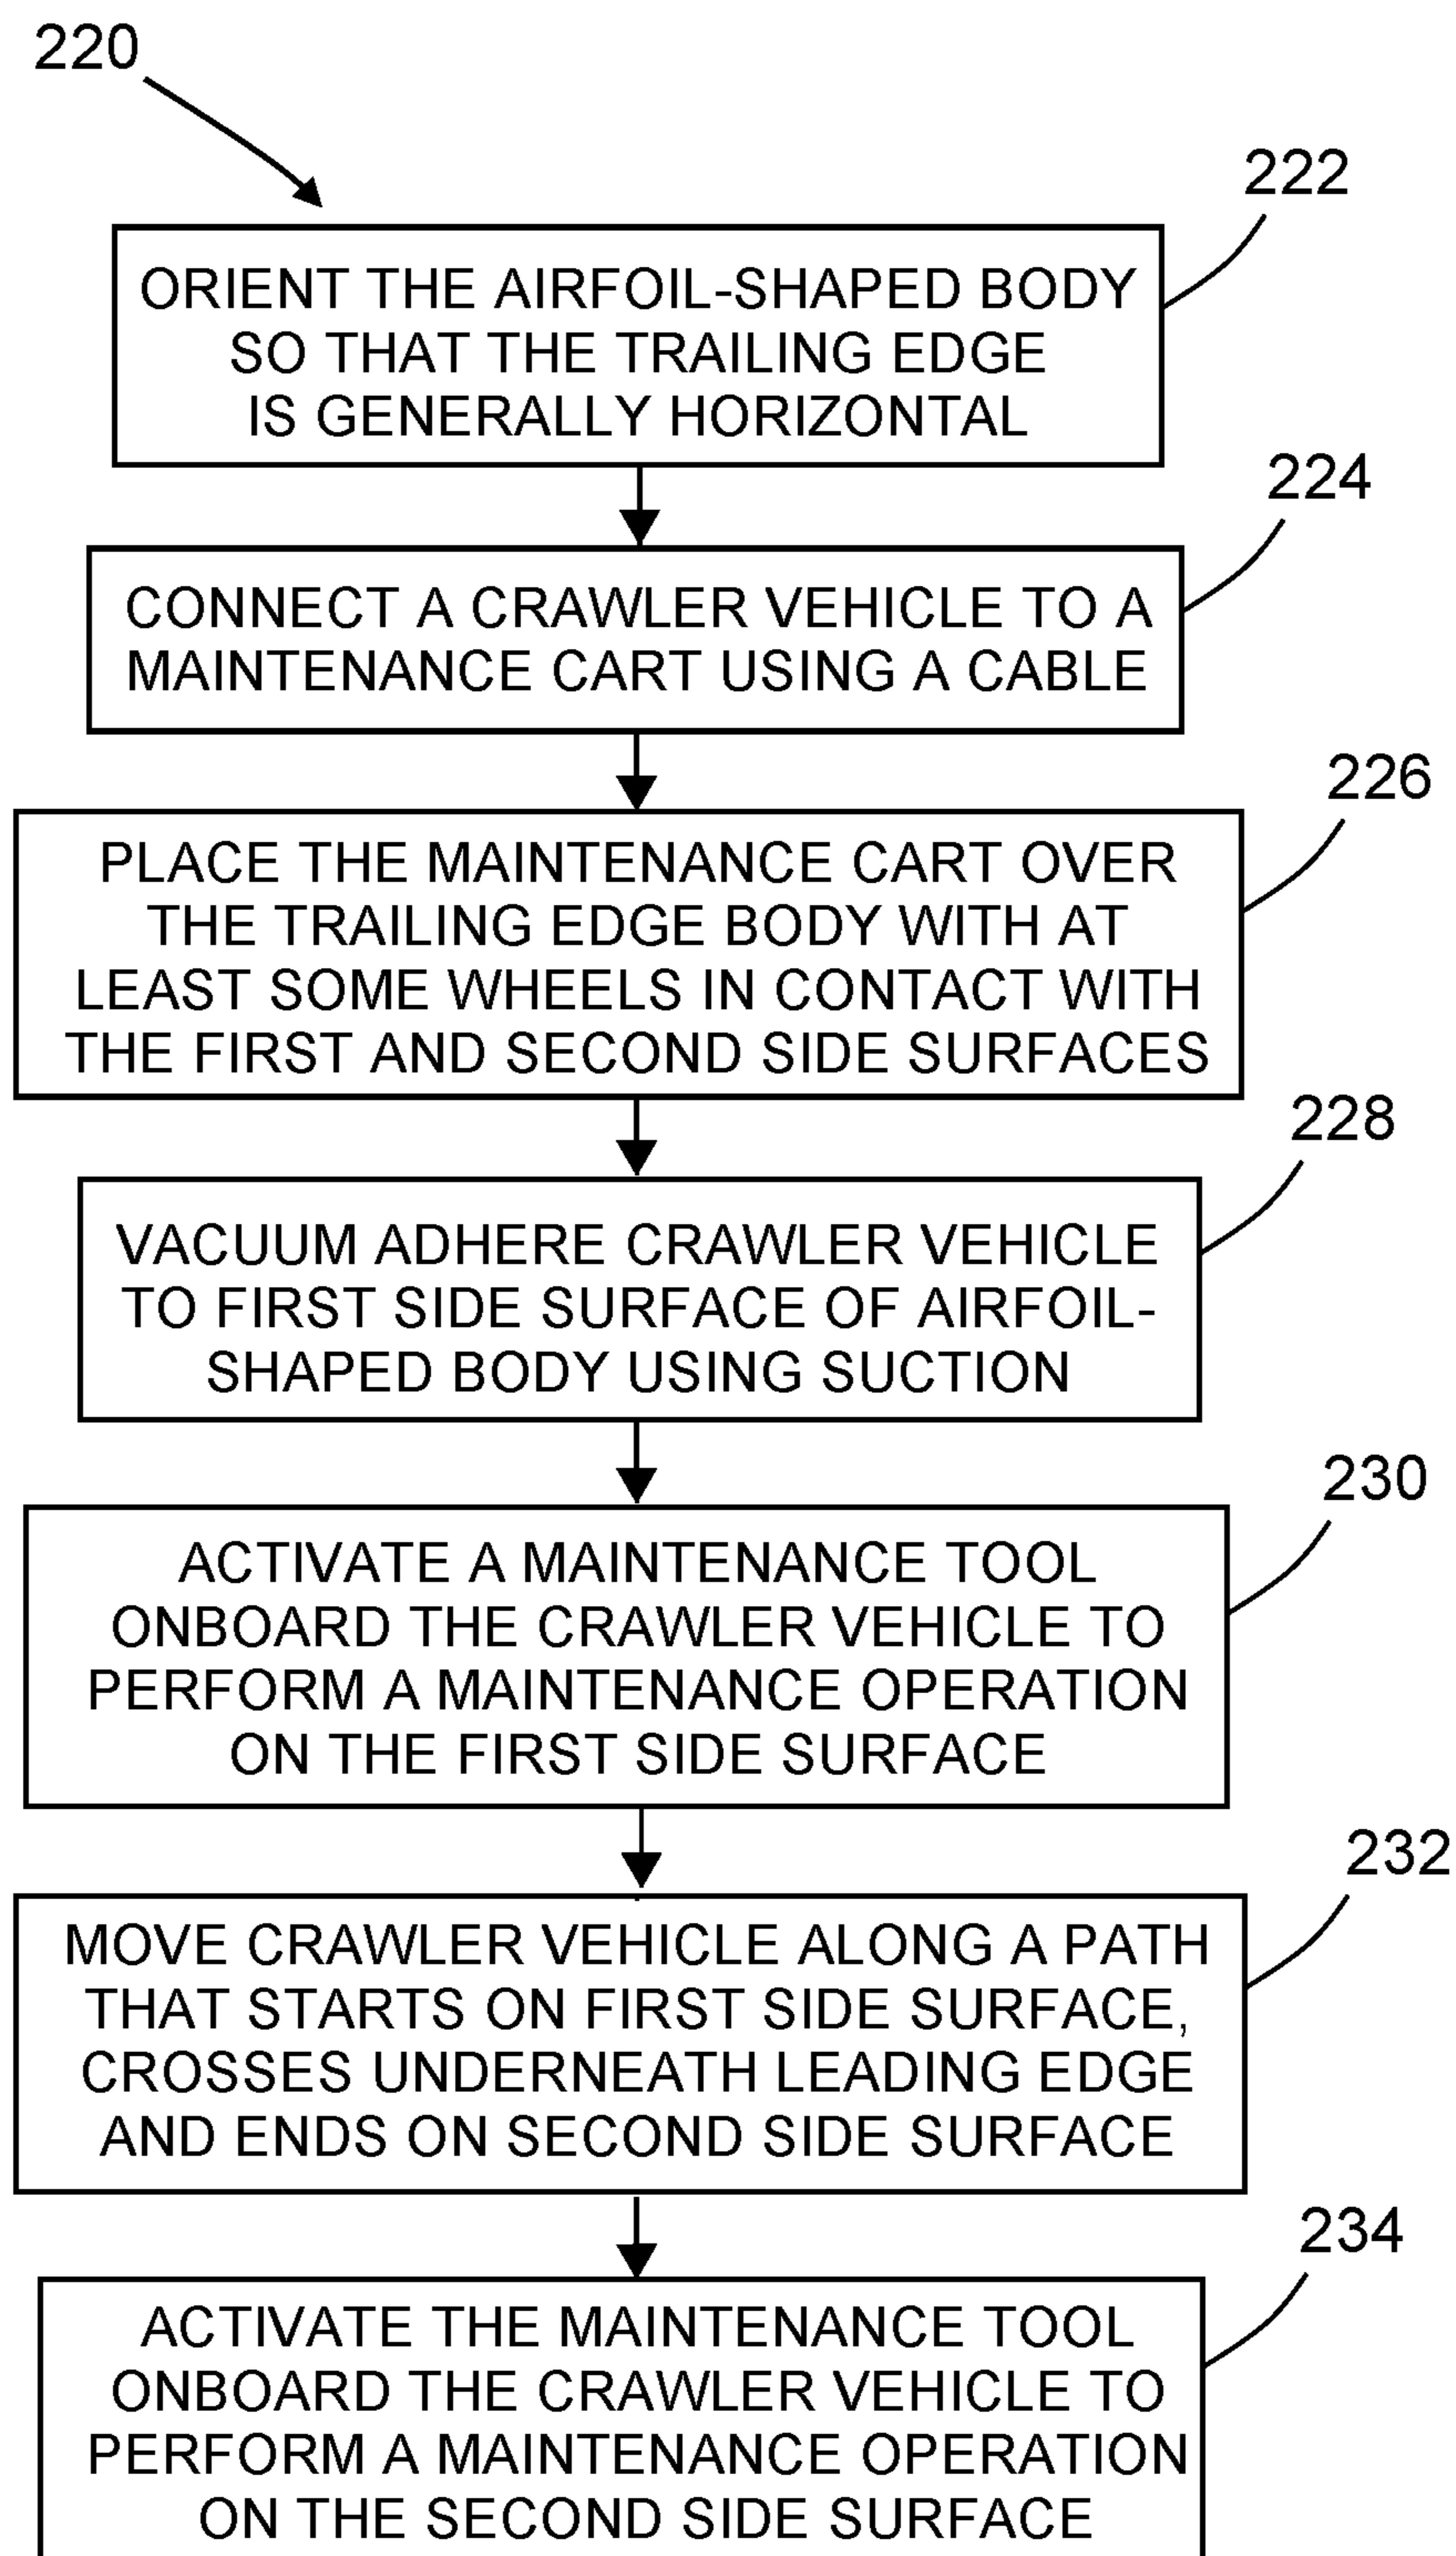 220
222
ORIENT THE AIRFOIL-SHAPED BODY
SO THAT THE TRAILING EDGE
IS GENERALLY HORIZONTAL
224
CONNECT A CRAWLER VEHICLE TO A
MAINTENANCE CART USING A CABLE
226
PLACE THE MAINTENANCE CART OVER
THE TRAILING EDGE BODY WITH AT
LEAST SOME WHEELS IN CONTACT WITH
THE FIRST AND SECOND SIDE SURFACES
228
VACUUM ADHERE CRAWLER VEHICLE
TO FIRST SIDE SURFACE OF AIRFOIL-
SHAPED BODY USING SUCTION
230
ACTIVATE A MAINTENANCE TOOL
ONBOARD THE CRAWLER VEHICLE TO
PERFORM A MAINTENANCE OPERATION
ON THE FIRST SIDE SURFACE
232
MOVE CRAWLER VEHICLE ALONG A PATH
THAT STARTS ON FIRST SIDE SURFACE,
CROSSES UNDERNEATH LEADING EDGE
AND ENDS ON SECOND SIDE SURFACE
234
ACTIVATE THE MAINTENANCE TOOL
ONBOARD THE CRAWLER VEHICLE TO
PERFORM A MAINTENANCE OPERATION
ON THE SECOND SIDE SURFACE